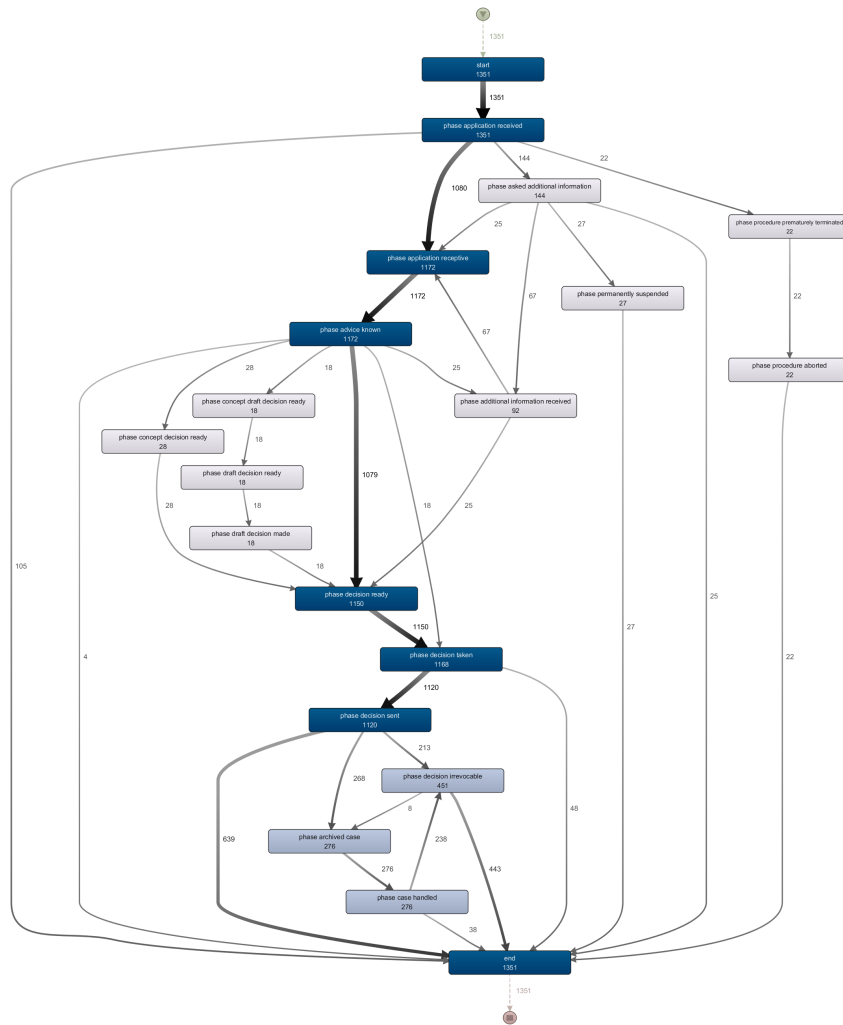 1351
start
1351
1351
phase application received
1351
144
22
1080
phase asked additional information
144
phase procedure prematurely terminated
22
25
27
phase application receptive
1172
67
22
1172
phase permanently suspended
27
phase advice known
1172
67
28
18
25
phase procedure aborted
22
phase concept draft decision ready
18
phase additional information received
92
phase concept decision ready
28
18
phase draft decision ready
18
1079
28
18
18
25
phase draft decision made
18
105
18
25
phase decision ready
1150
1150
27
phase decision taken
1168
4
22
1120
phase decision sent
1120
213
268
phase decision irrevocable
451
8
48
phase archived case
276
639
238
276
443
phase case handled
276
38
end
1351
1351